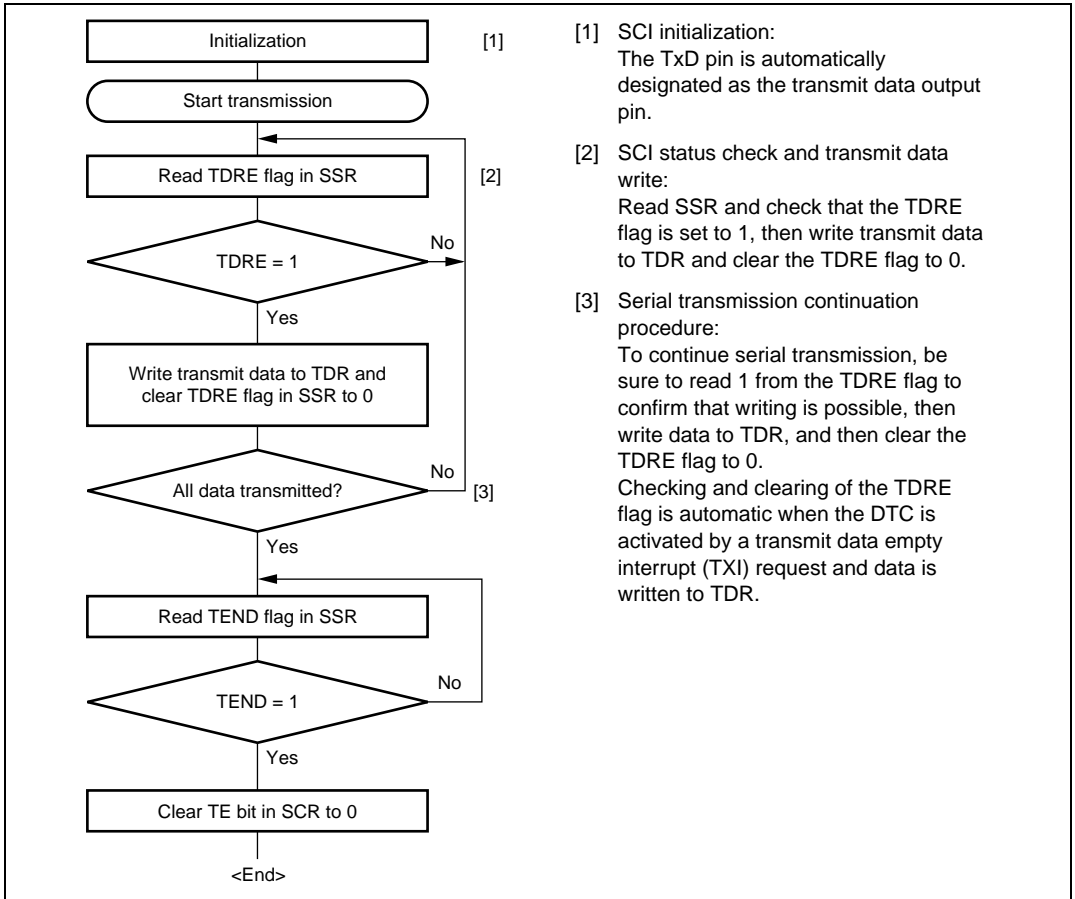 Initialization
[1]
Start transmission
Read TDRE flag in SSR
[2]
TDRE = 1
No
Yes
Write transmit data to TDR and
clear TDRE flag in SSR to 0
All data transmitted?
No
[3]
Yes
Read TEND flag in SSR
TEND = 1
No
Yes
Clear TE bit in SCR to 0
<End>
[1] SCI initialization:
The TxD pin is automatically
designated as the transmit data output
pin.
[2] SCI status check and transmit data
write:
Read SSR and check that the TDRE
flag is set to 1, then write transmit data
to TDR and clear the TDRE flag to 0.
[3] Serial transmission continuation
procedure:
To continue serial transmission, be
sure to read 1 from the TDRE flag to
confirm that writing is possible, then
write data to TDR, and then clear the
TDRE flag to 0.
Checking and clearing of the TDRE
flag is automatic when the DTC is
activated by a transmit data empty
interrupt (TXI) request and data is
written to TDR.